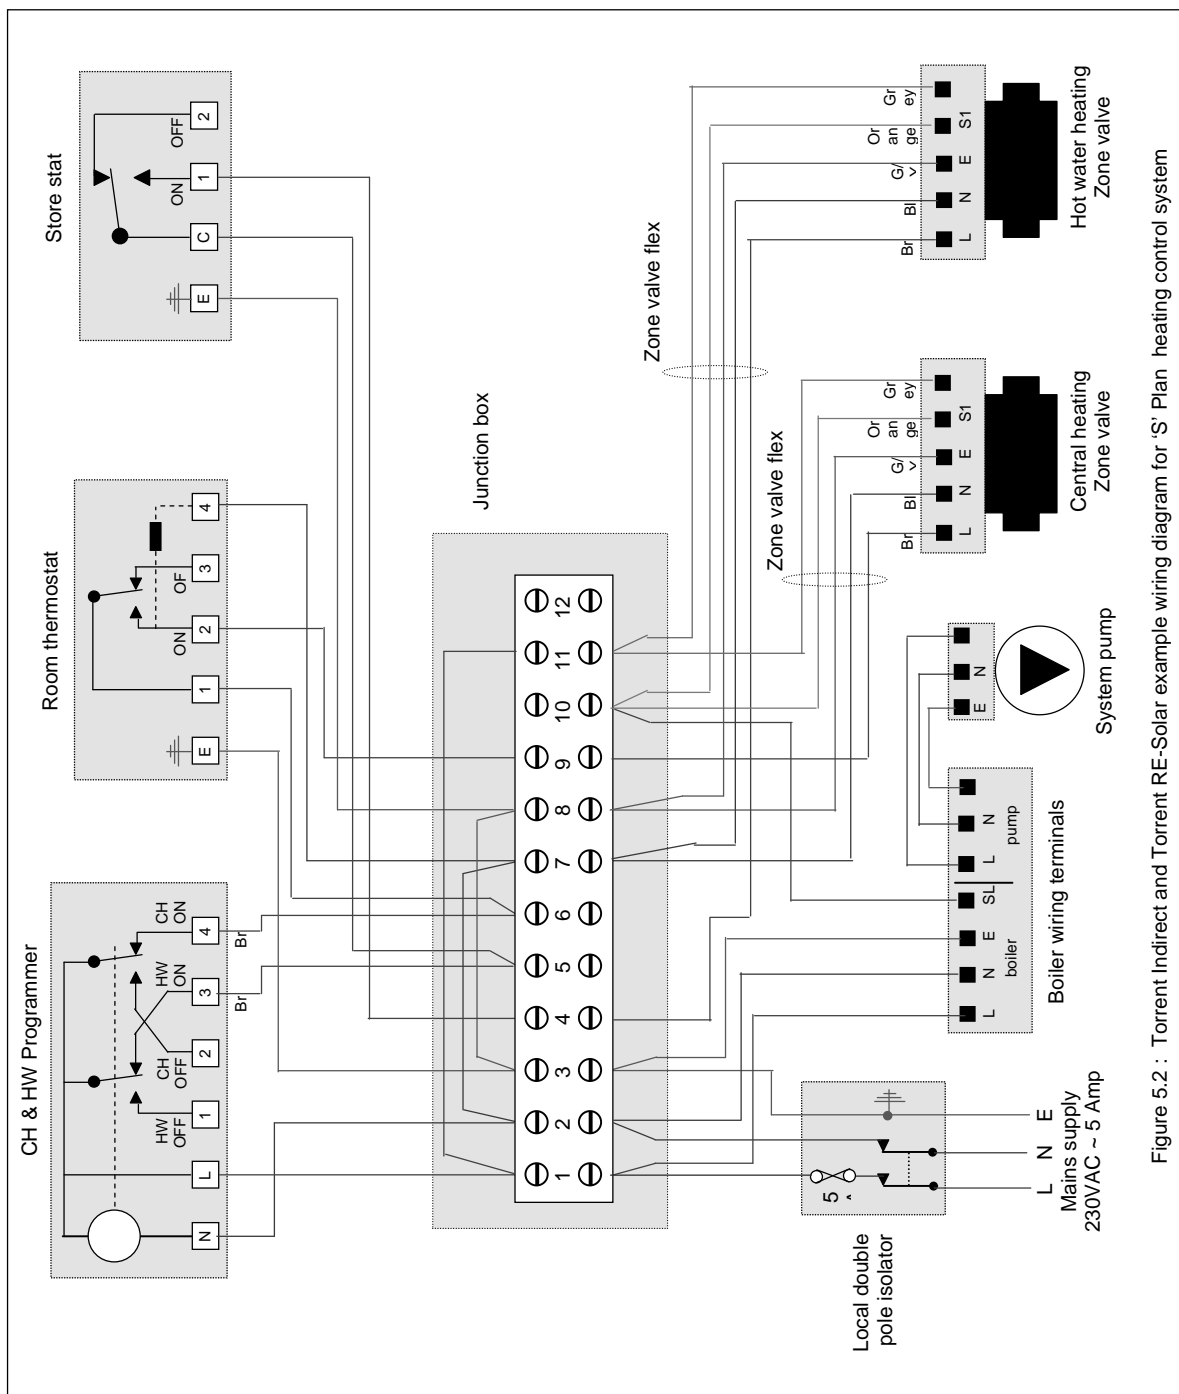 Store stat
OFF
2
ON
1
C
E
Room thermostat
4
OF
3
ON
2
1
E
CH & HW Programmer
CH
ON
4
Br
HW
ON
3
Br
CH
OFF
2
HW
OFF
1
L
N
Junction box
1
2
3
4
5
6
7
8
9
10
11
12
Zone valve flex
Zone valve flex
Gr
ey
Or
an
ge
S1
G/
E
Bl
N
Br
L
Hot water heating
Zone valve
Gr
ey
Or
an
ge
S1
G/
E
Bl
N
Br
L
Central heating
Zone valve
N
E
System pump
N
pump
L
SL
E
boiler
N
L
Boiler wiring terminals
5
Local double
pole isolator
L N E
Mains supply
230VAC ~ 5 Amp
Figure 5.2 : Torrent Indirect and Torrent RE-Solar example wiring diagram for 'S' Plan heating control system